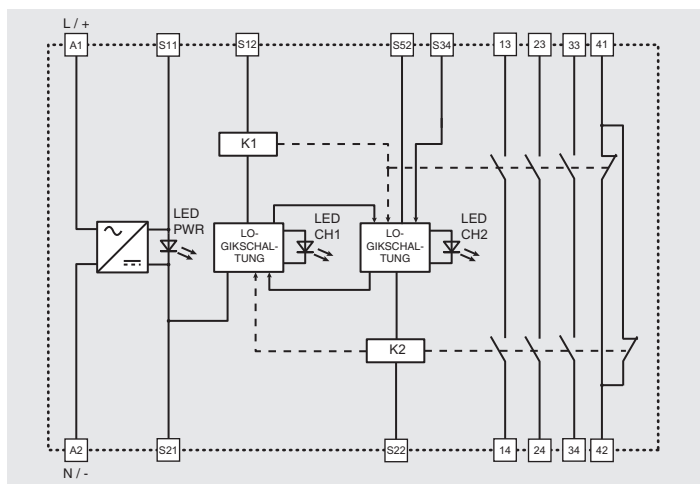 L / +
A1
S11
S12
S52
S34
13
23
33
41
K1
LED
PWR
LO-
GIKSCHAL-
TUNG
LED
CH1
LO-
GIKSCHAL-
TUNG
LED
CH2
K2
A2
S21
S22
14
24
34
42
N / -